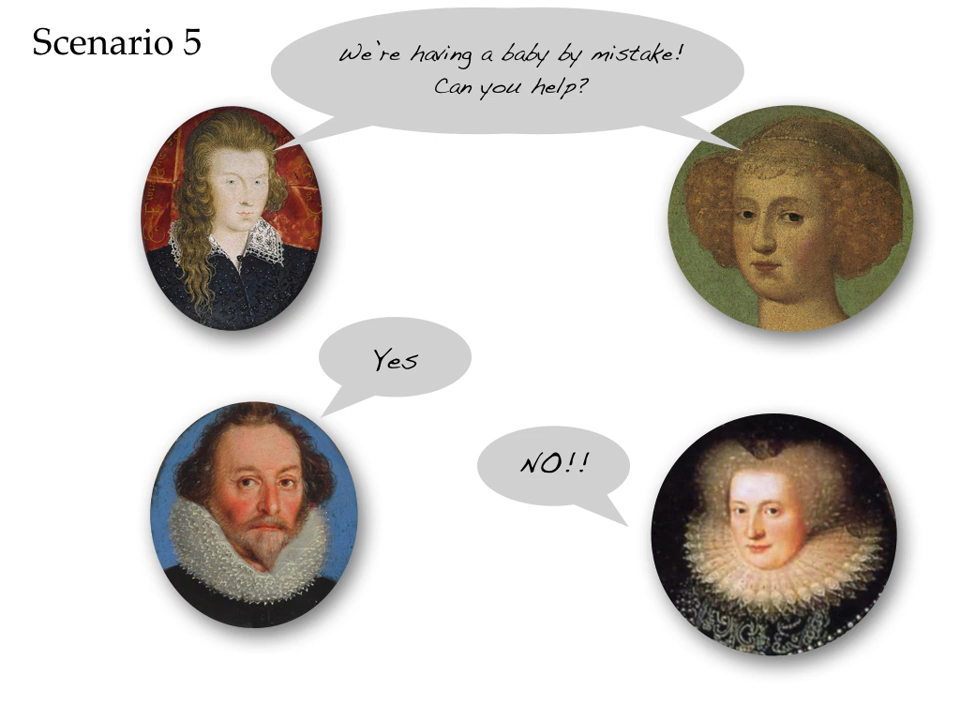 Scenario 5
We're having a baby by mistake!
Can you help?
Yes
NO!!